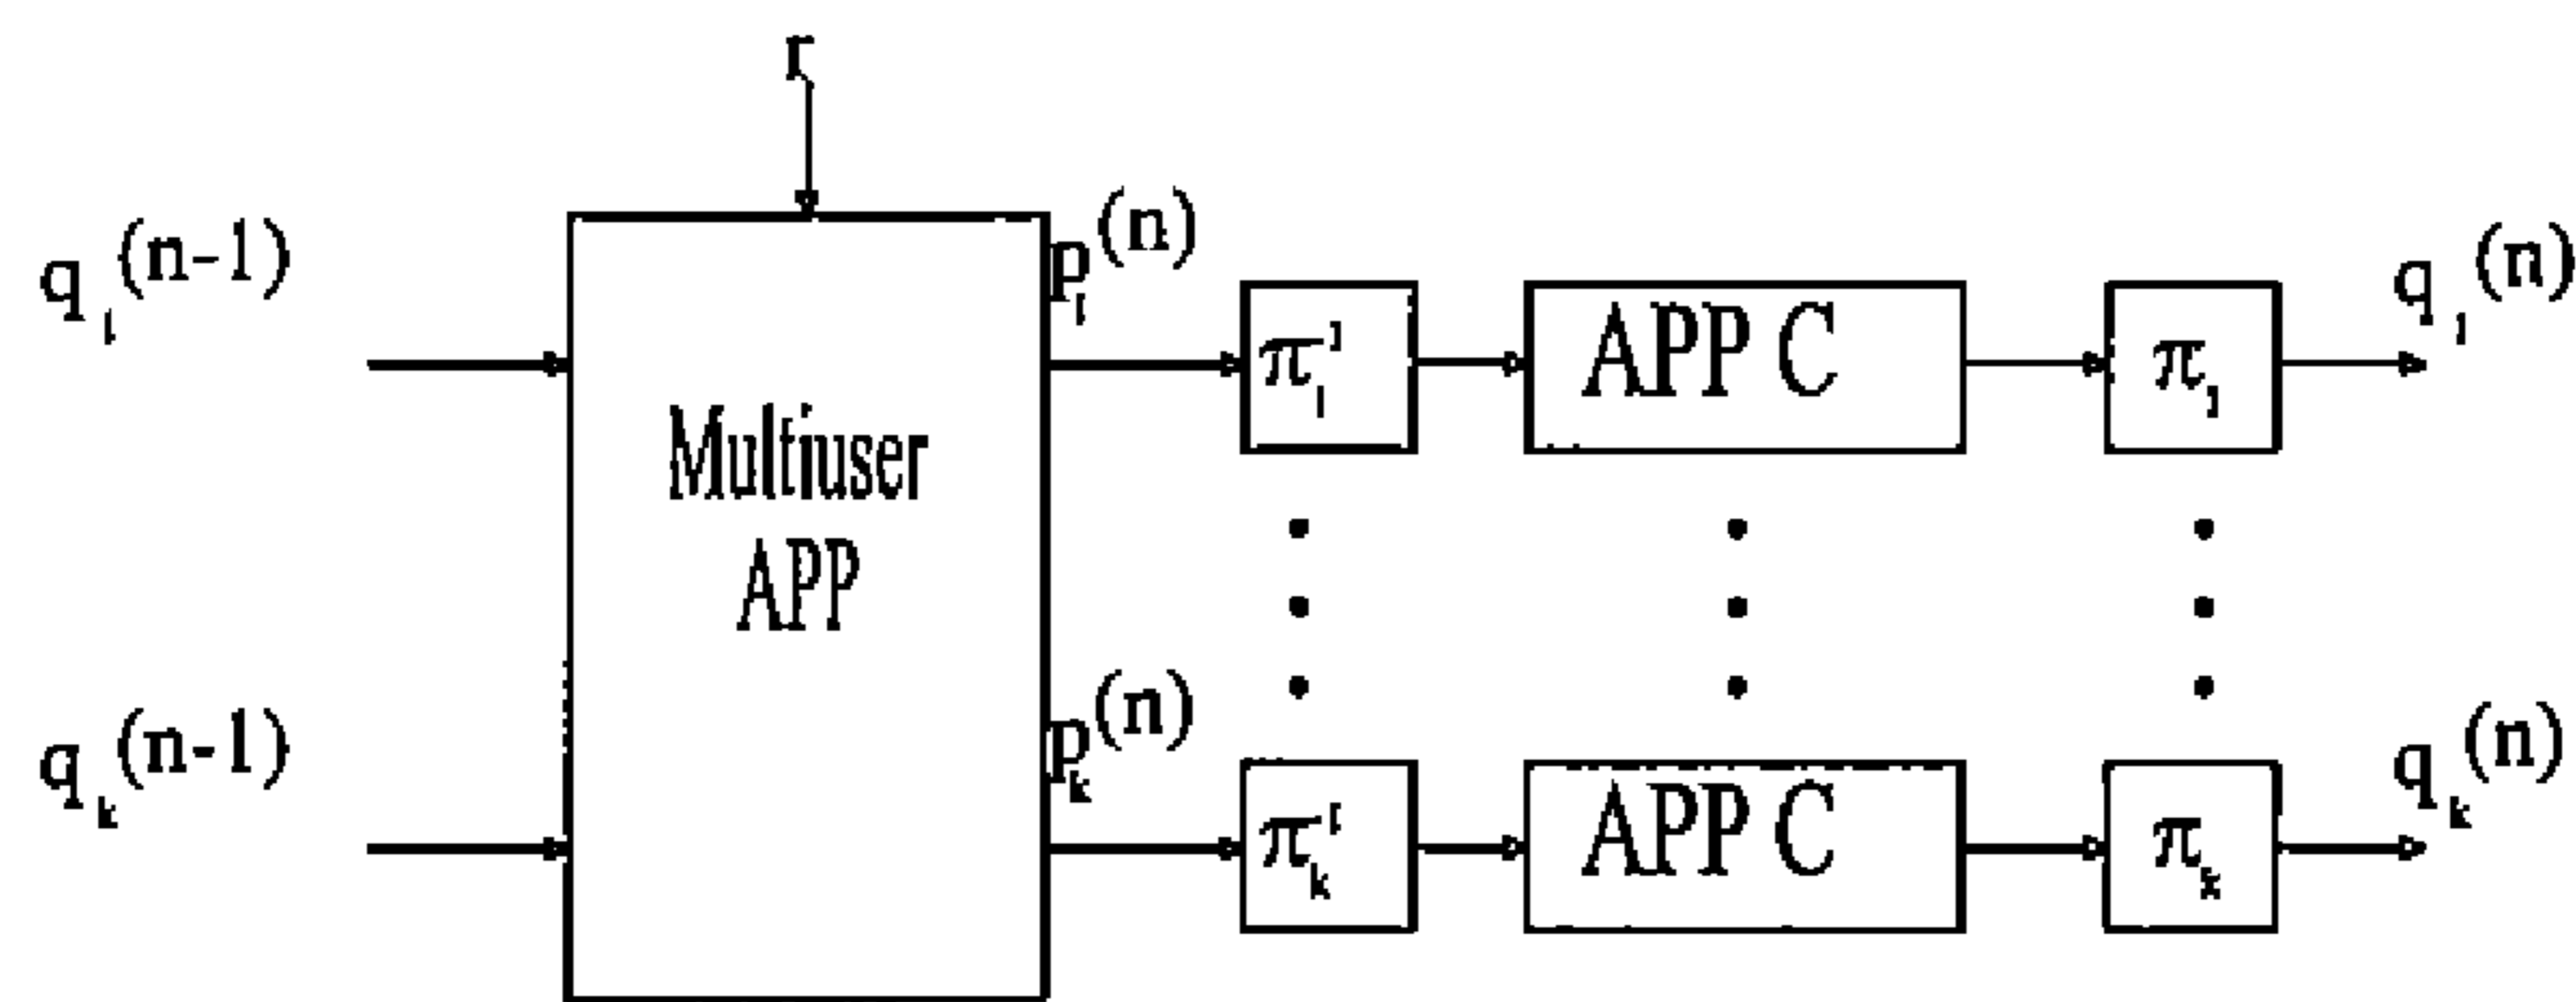 r
q₁⁽ⁿ⁻¹⁾
p₁⁽ⁿ⁾
π₁⁻¹
APP C
π₁
q₁⁽ⁿ⁾
Multiuser
APP
qₖ⁽ⁿ⁻¹⁾
pₖ⁽ⁿ⁾
πₖ⁻¹
APP C
πₖ
qₖ⁽ⁿ⁾